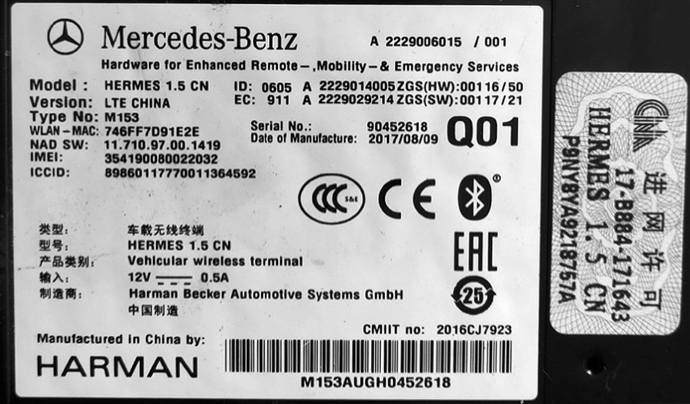 Mercedes-Benz A 2229006015 / 001
Hardware for Enhanced Remote-,Mobility-& Emergency Services
Model : HERMES 1.5 CN ID: 0605 A 2229014005 ZGS(HW):00116/50
Version: LTE CHINA EC: 911 A 2229029214 ZGS(SW):00117/21
Type No: M153
WLAN-MAC: 746FF7D91E2E Serial No.: 90452618 Q01
NAD SW: 11.710.97.00.1419 Date of Manufacture: 2017/08/09
IMEI: 354190080022032
ICCID: 89860117770011364592
CCC S&E CE
类型: 车载无线终端
型号: HERMES 1.5 CN
产品类别: Vehicular wireless terminal
输入: 12V 0.5A
制造商: Harman Becker Automotive Systems GmbH
中国制造
EAC
25
CMIIT no: 2016CJ7923
Manufactured in China by:
HARMAN
M153AUGH0452618
CNA 进网许可
17-B884-171643
HERMES 1.5 CN
P9NY8YA9218757A